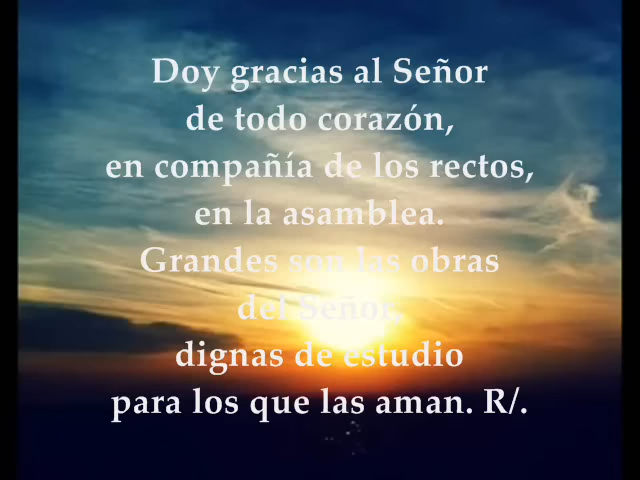 Doy gracias al Señor
de todo corazón,
en compañía de los rectos,
en la asamblea.
Grandes son las obras
del Señor,
dignas de estudio
para los que las aman. R/.